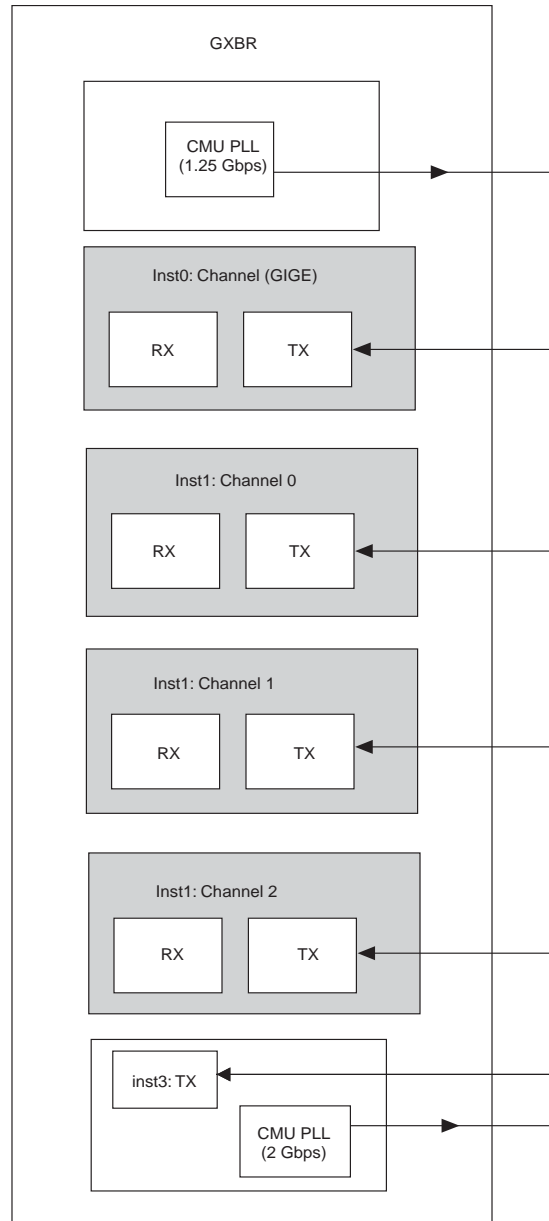 GXBR
CMU PLL
(1.25 Gbps)
Inst0: Channel (GIGE)
RX
TX
Inst1: Channel 0
RX
TX
Inst1: Channel 1
RX
TX
Inst1: Channel 2
RX
TX
inst3: TX
CMU PLL
(2 Gbps)